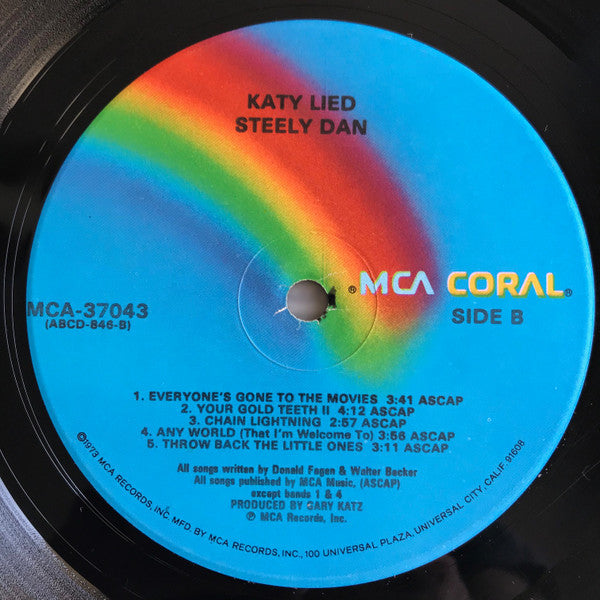 KATY LIED
STEELY DAN
® MCA CORAL®
MCA-37043
(ABCD-846-B)
SIDE B
1. EVERYONE'S GONE TO THE MOVIES 3:41 ASCAP
2. YOUR GOLD TEETH II 4:12 ASCAP
3. CHAIN LIGHTNING 2:57 ASCAP
4. ANY WORLD (That I'm Welcome To) 3:56 ASCAP
5. THROW BACK THE LITTLE ONES 3:11 ASCAP
All songs written by Donald Fagen & Walter Becker
All songs published by MCA Music, (ASCAP)
except bands 1 & 4
PRODUCED BY GARY KATZ
℗ MCA Records, Inc.
©1973 MCA RECORDS, INC. MFD. BY MCA RECORDS, INC., 100 UNIVERSAL PLAZA, UNIVERSAL CITY, CALIF. 91608